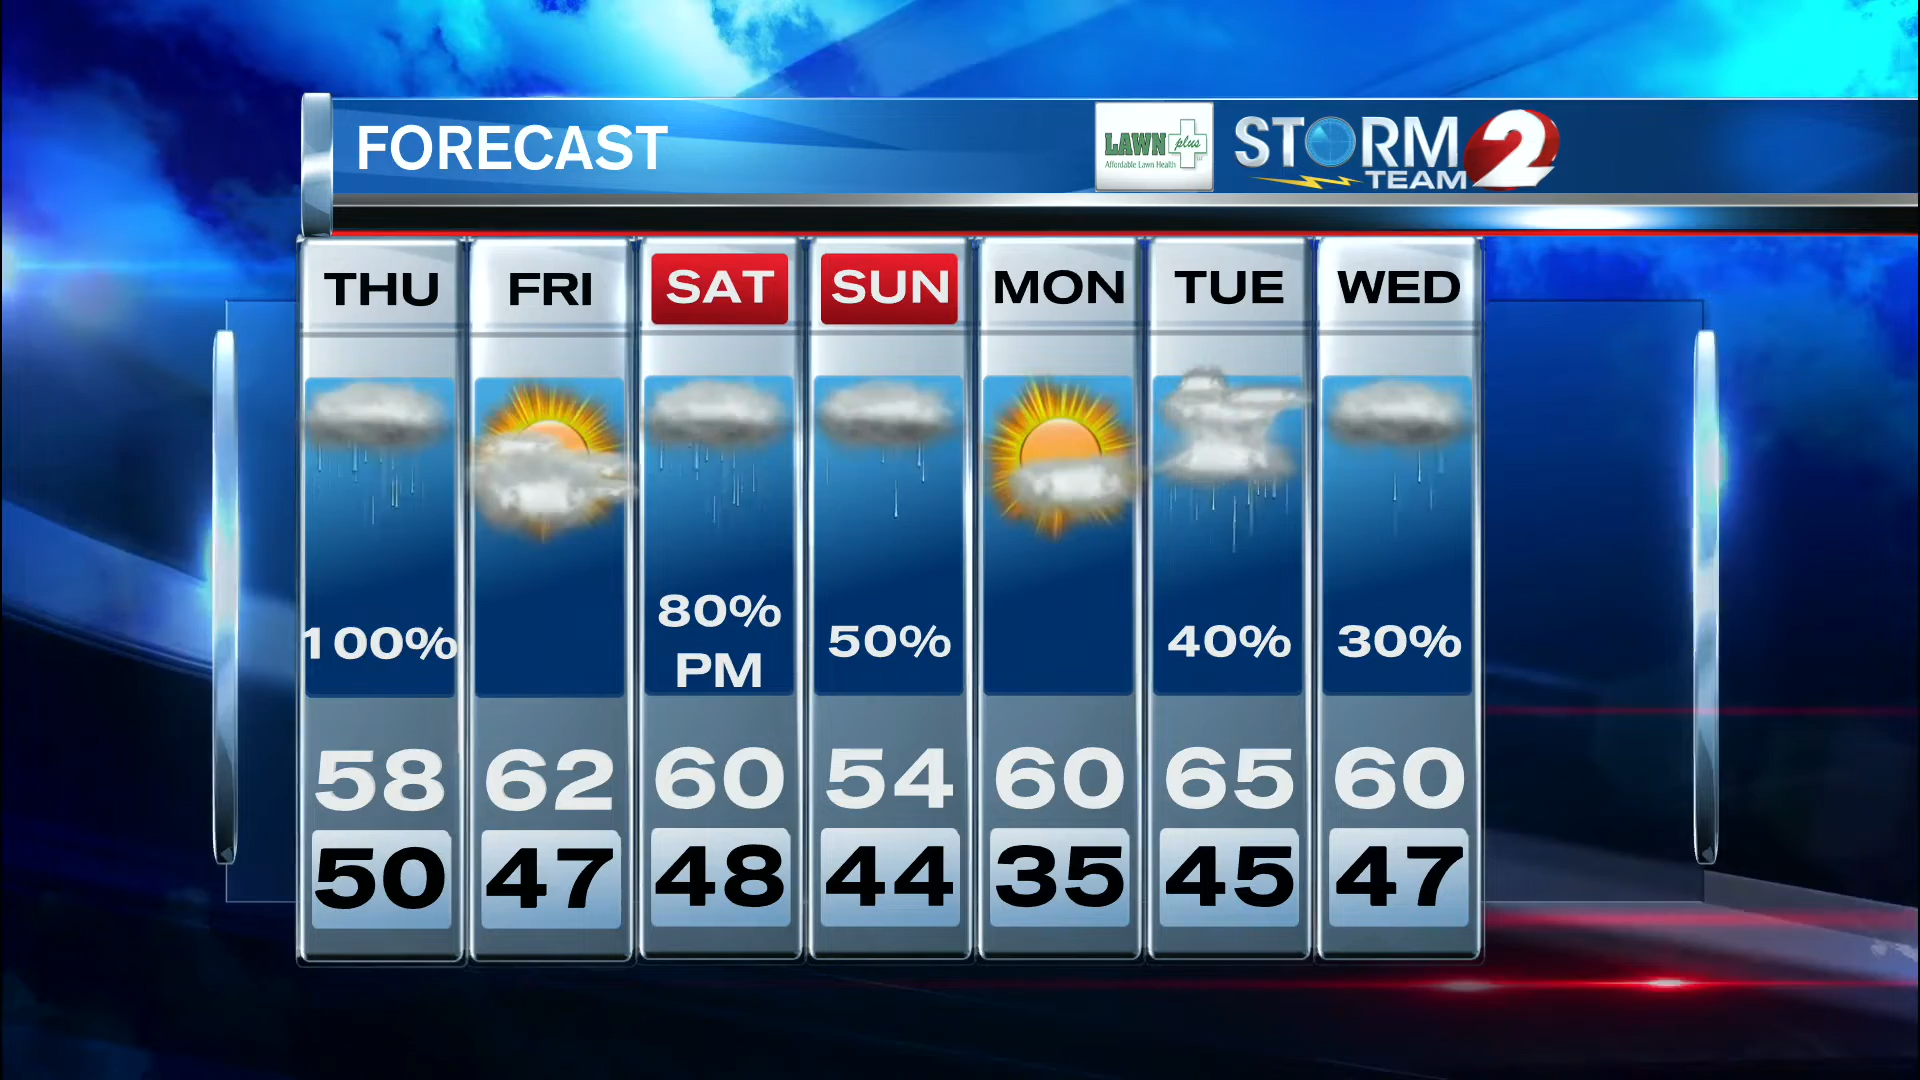 FORECAST
LAWN plus
Affordable Lawn Health
STORM 2
TEAM
THU FRI SAT SUN MON TUE WED
100% 80% 50% 40% 30%
PM
58 62 60 54 60 65 60
50 47 48 44 35 45 47